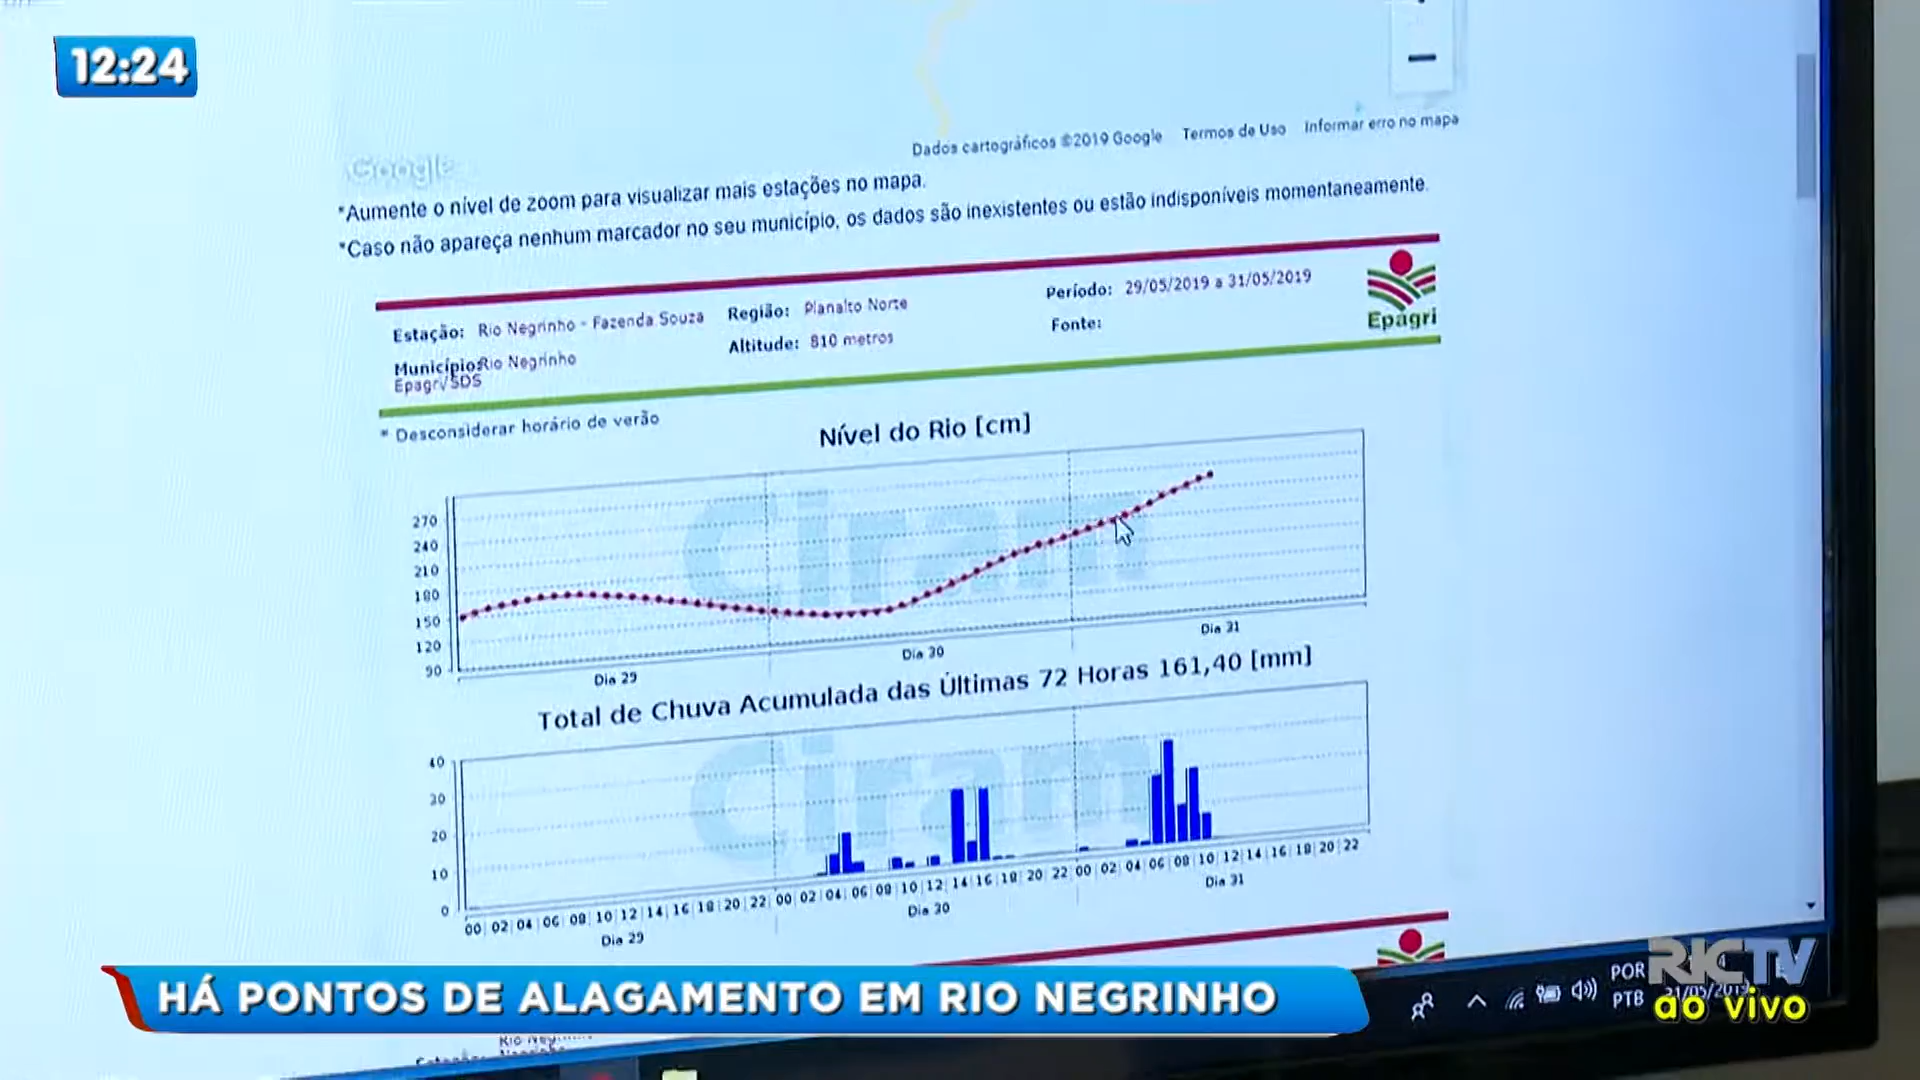 12:24
Google
Dados cartográficos ©2019 Google Termos de Uso Informar erro no mapa
*Aumente o nível de zoom para visualizar mais estações no mapa.
*Caso não apareça nenhum marcador no seu município, os dados são inexistentes ou estão indisponíveis momentaneamente.
Estação: Rio Negrinho - Fazenda Souza Região: Planalto Norte Período: 29/05/2019 a 31/05/2019
Município: Rio Negrinho Altitude: 810 metros Fonte:
Epagri/SDS
Epagri
* Desconsiderar horário de verão
Nível do Rio [cm]
Ciram
270
240
210
180
150
120
90
Dia 29 Dia 30 Dia 31
Total de Chuva Acumulada das Últimas 72 Horas 161,40 [mm]
Ciram
40
30
20
10
0
00 02 04 06 08 10 12 14 16 18 20 22 00 02 04 06 08 10 12 14 16 18 20 22 00 02 04 06 08 10 12 14 16 18 20 22
Dia 29 Dia 30 Dia 31
HÁ PONTOS DE ALAGAMENTO EM RIO NEGRINHO
POR
PTB
RICTV
ao vivo